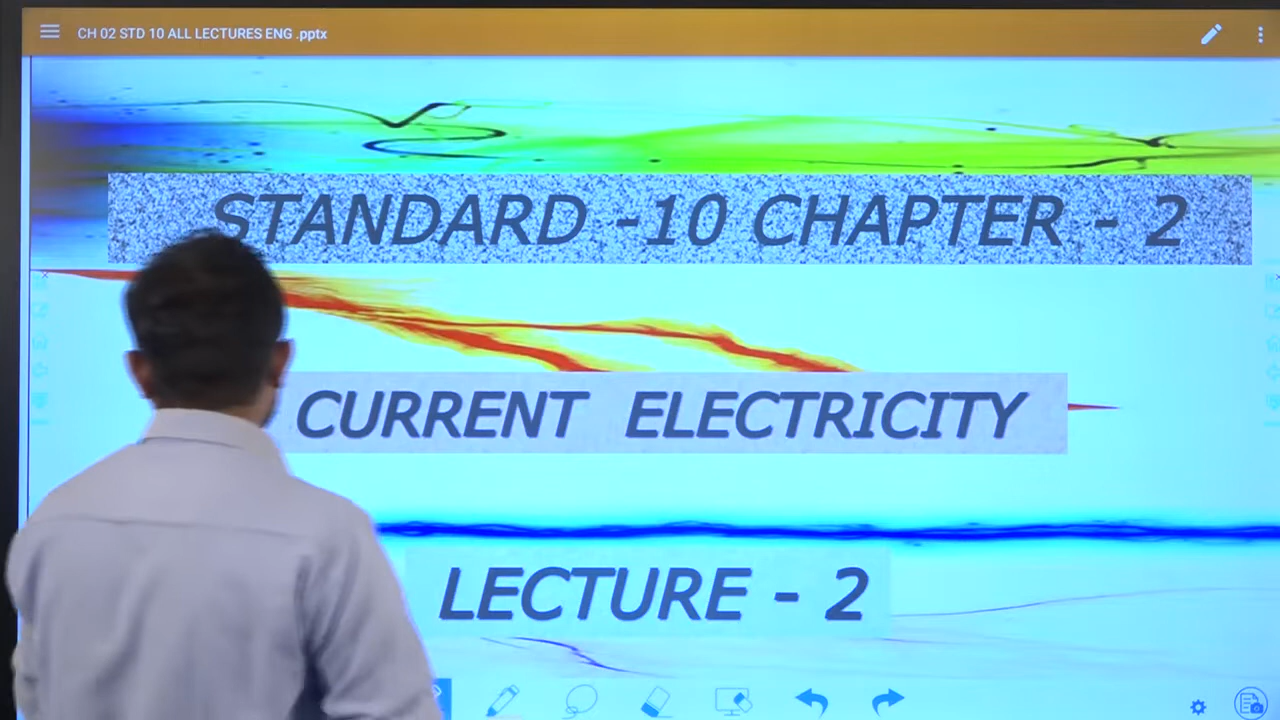 CH 02 STD 10 ALL LECTURES ENG .pptx
STANDARD -10 CHAPTER - 2
CURRENT ELECTRICITY
LECTURE - 2